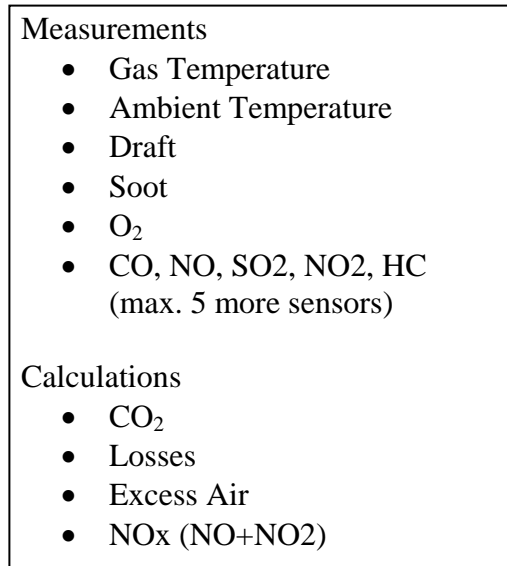 Measurements
• Gas Temperature
• Ambient Temperature
• Draft
• Soot
• O₂
• CO, NO, SO2, NO2, HC
(max. 5 more sensors)
Calculations
• CO₂
• Losses
• Excess Air
• NOx (NO+NO2)